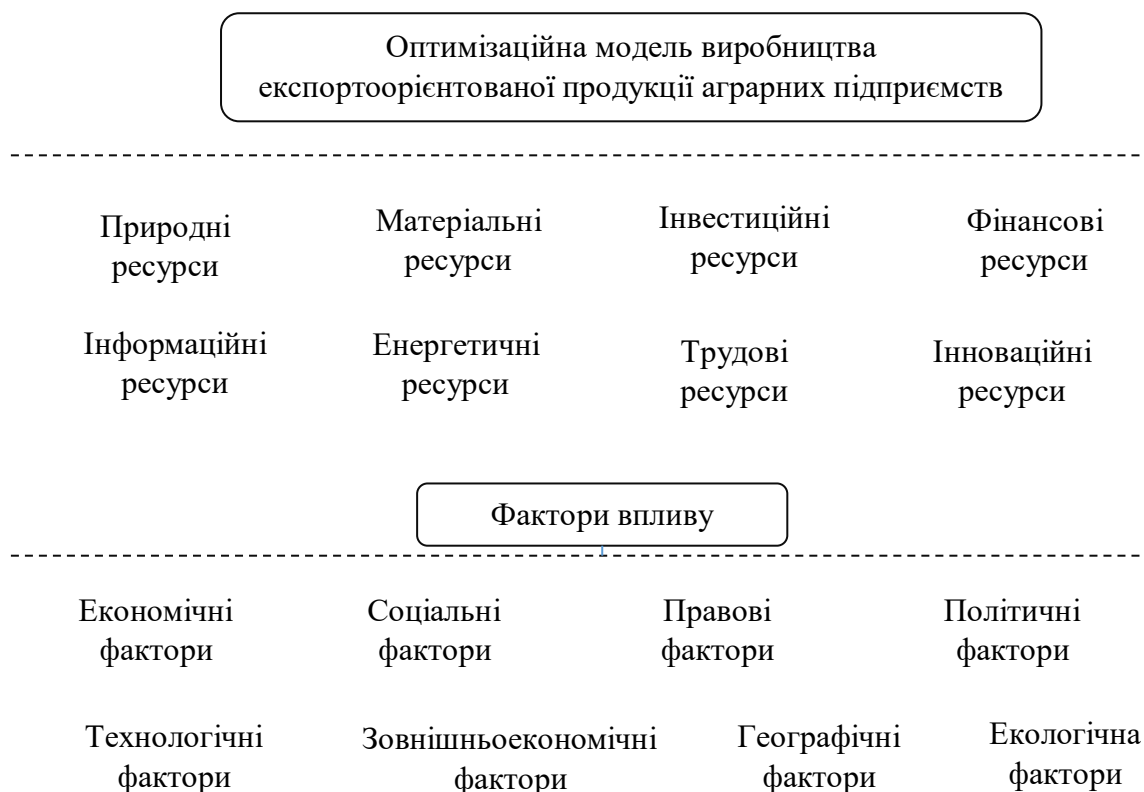 Оптимізаційна модель виробництва
експортоорієнтованої продукції аграрних підприємств
Природні
ресурси
Матеріальні
ресурси
Інвестиційні
ресурси
Фінансові
ресурси
Інформаційні
ресурси
Енергетичні
ресурси
Трудові
ресурси
Інноваційні
ресурси
Фактори впливу
Економічні
фактори
Соціальні
фактори
Правові
фактори
Політичні
фактори
Технологічні
фактори
Зовнішньоекономічні
фактори
Географічні
фактори
Екологічна
фактори